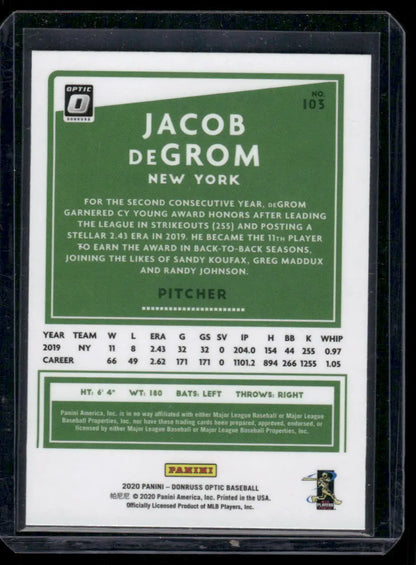 OPTIC
DONRUSS
NO.
103
JACOB
DEGROM
NEW YORK
FOR THE SECOND CONSECUTIVE YEAR, DEGROM
GARNERED CY YOUNG AWARD HONORS AFTER LEADING
THE LEAGUE IN STRIKEOUTS (255) AND POSTING A
STELLAR 2.43 ERA IN 2019. HE BECAME THE 11TH PLAYER
TO EARN THE AWARD IN BACK-TO-BACK SEASONS,
JOINING THE LIKES OF SANDY KOUFAX, GREG MADDUX
AND RANDY JOHNSON.
PITCHER
YEAR TEAM W L ERA G GS SV IP H BB K WHIP
2019 NY 11 8 2.43 32 32 0 204.0 154 44 255 0.97
CAREER 66 49 2.62 171 171 0 1101.2 894 266 1255 1.05
HT: 6' 4" WT: 180 BATS: LEFT THROWS: RIGHT
Panini America, Inc. is in no way affiliated with either Major League Baseball or Major League
Baseball Properties, Inc. nor have these trading cards been prepared, approved, endorsed, or
licensed by either Major League Baseball or Major League Baseball Properties, Inc.
PANINI
2020 PANINI – DONRUSS OPTIC BASEBALL
帕尼尼 © 2020 Panini America, Inc. Printed in the USA.
Officially Licensed Product of MLB Players, Inc.
PLAYERS